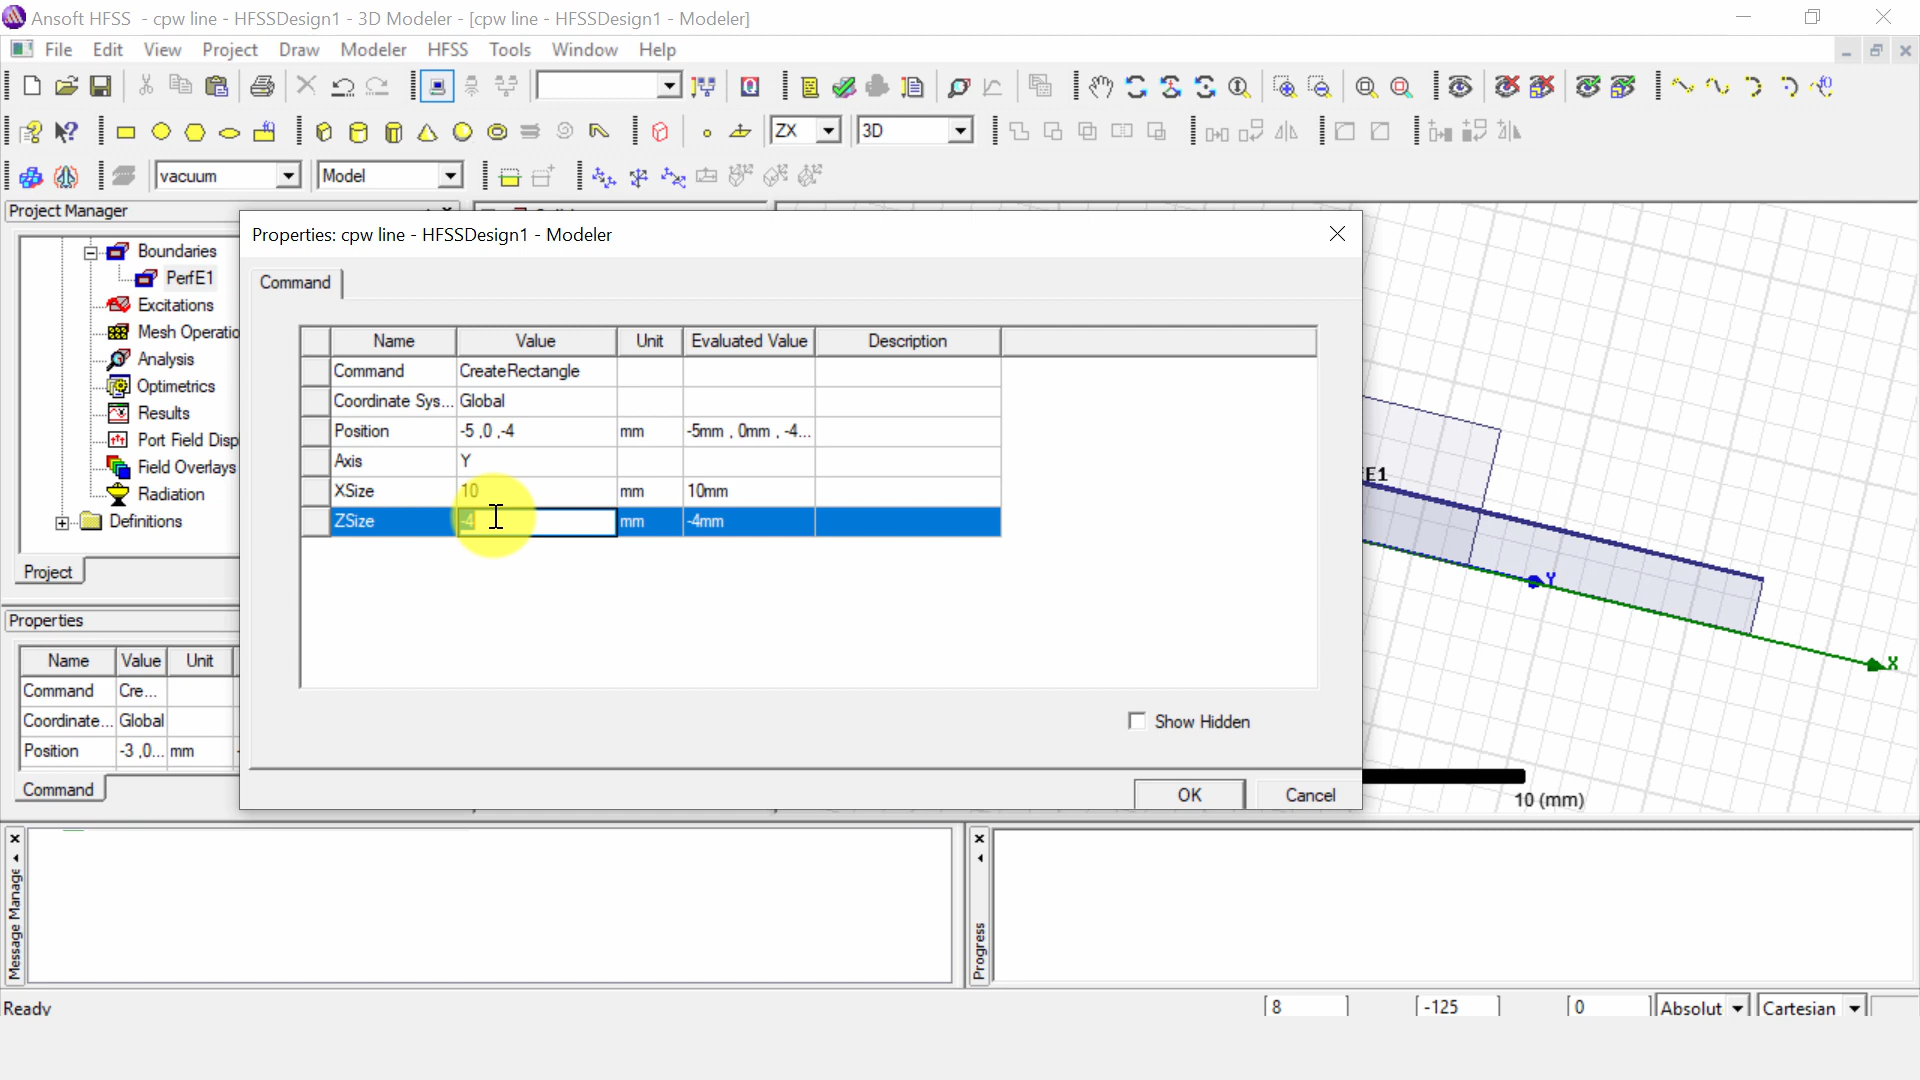 Ansoft HFSS - cpw line - HFSSDesign1 - 3D Modeler - [cpw line - HFSSDesign1 - Modeler]
File Edit View Project Draw Modeler HFSS Tools Window Help
ZX 3D
vacuum Model
Project Manager
Boundaries
PerfE1
Excitations
Mesh Operatio
Analysis
Optimetrics
Results
Port Field Disp
Field Overlays
Radiation
Definitions
Project
Properties
Name Value Unit
Command Cre...
Coordinate... Global
Position -3 ,0... mm
Command
Properties: cpw line - HFSSDesign1 - Modeler
Command
Name Value Unit Evaluated Value Description
Command CreateRectangle
Coordinate Sys... Global
Position -5 ,0 ,-4 mm -5mm , 0mm , -4...
Axis Y
XSize 10 mm 10mm
ZSize -4 mm -4mm
Show Hidden
OK Cancel
E1
Y
X
10 (mm)
Message Manage
Progress
Ready
8 -125 0 Absolut Cartesian